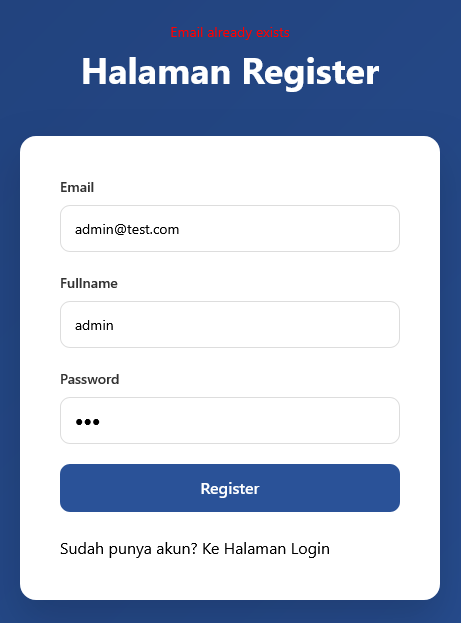 Email already exists
Halaman Register
Email
admin@test.com
Fullname
admin
Password
●●●
Register
Sudah punya akun? Ke Halaman Login